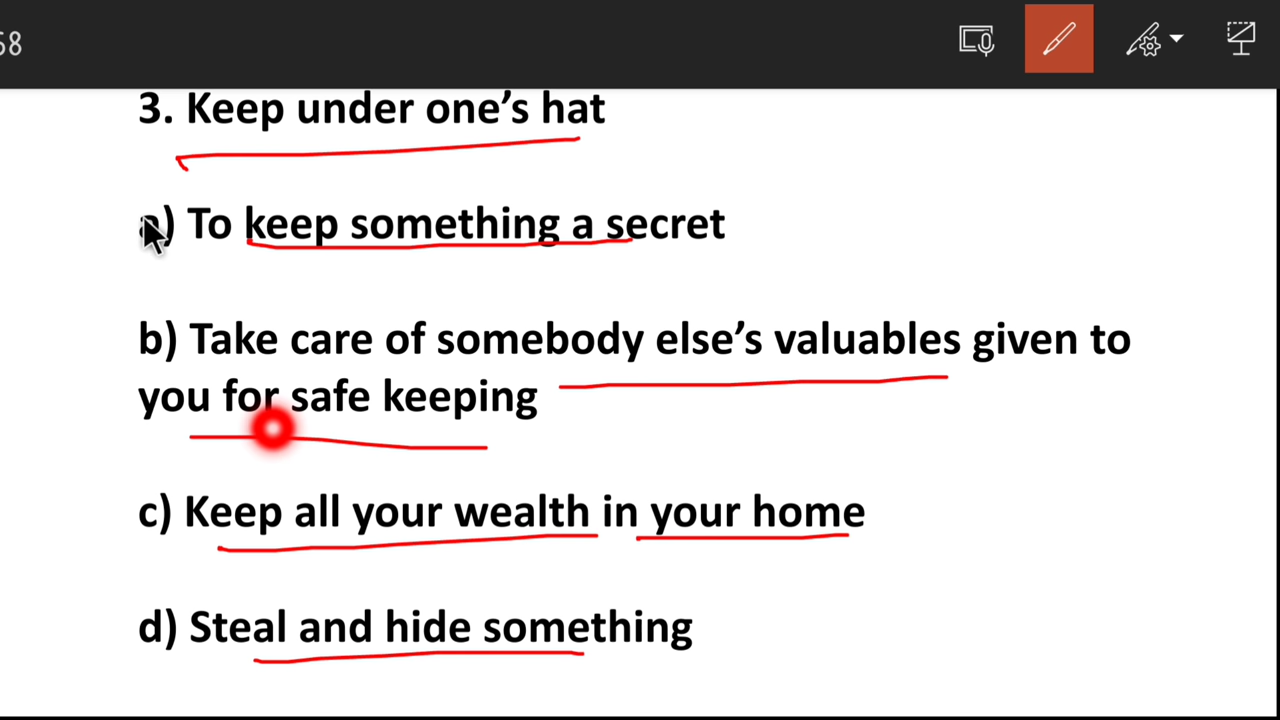 68
3. Keep under one's hat
a) To keep something a secret
b) Take care of somebody else's valuables given to
you for safe keeping
c) Keep all your wealth in your home
d) Steal and hide something